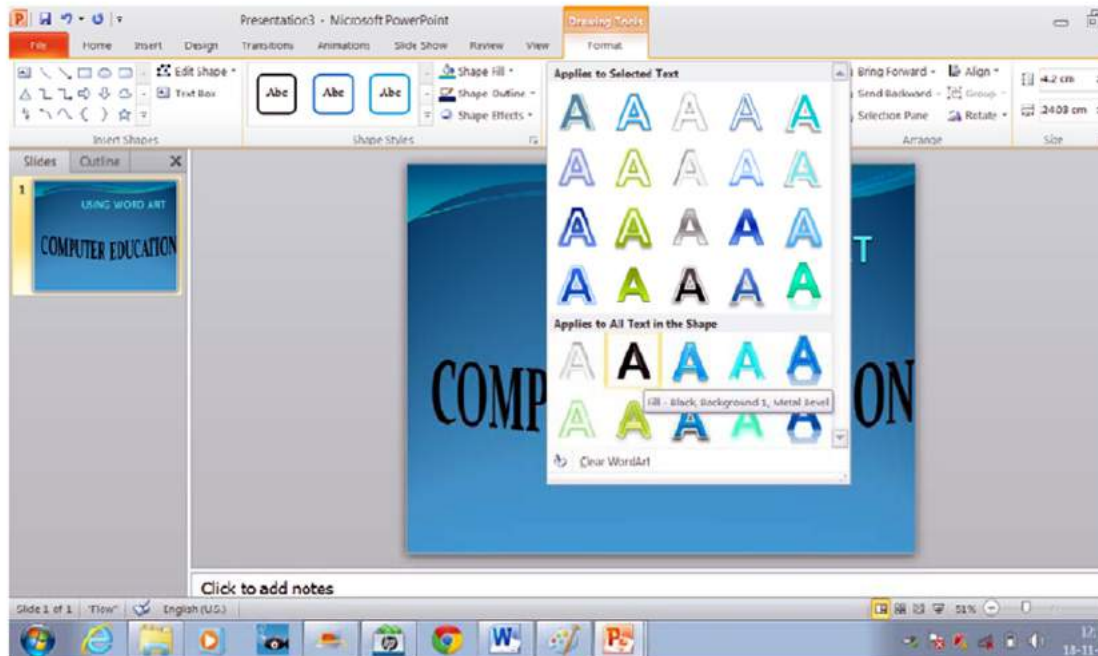 Presentation3 - Microsoft PowerPoint
Drawing Tools
File Home Insert Design Transitions Animations Slide Show Review View Format
Edit Shape
Text Box
Insert Shapes
Abc Abc Abc
Shape Fill
Shape Outline
Shape Effects
Shape Styles
Applies to Selected Text
Bring Forward
Send Backward
Selection Pane
Align
Group
Rotate
Arrange
4.2 cm
24.03 cm
Size
Slides Outline
1
USING WORD ART
COMPUTER EDUCATION
T
COMP
ION
Applies to All Text in the Shape
Fill - Black, Background 1, Metal Bevel
Clear WordArt
Click to add notes
Slide 1 of 1 "Flow" English (U.S.) 51%